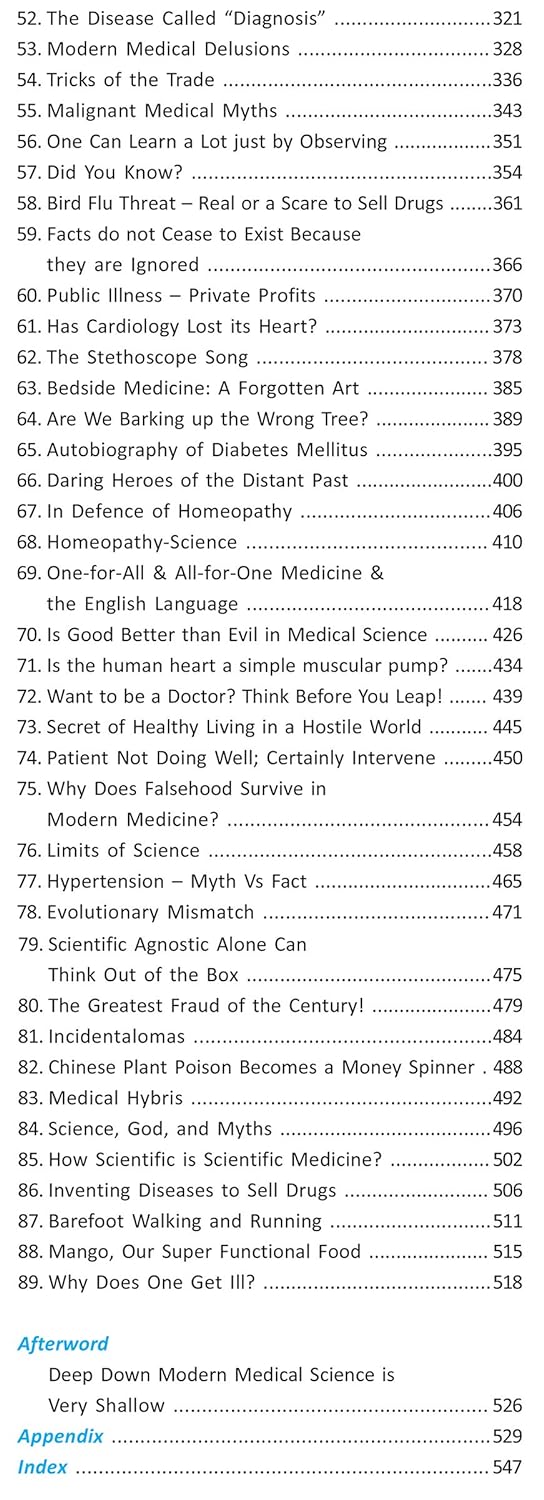 52. The Disease Called “Diagnosis” ............................321
53. Modern Medical Delusions ..................................328
54. Tricks of the Trade ...............................................336
55. Malignant Medical Myths ....................................343
56. One Can Learn a Lot just by Observing .................351
57. Did You Know? .....................................................354
58. Bird Flu Threat – Real or a Scare to Sell Drugs ........361
59. Facts do not Cease to Exist Because
they are Ignored ..................................................366
60. Public Illness – Private Profits .............................370
61. Has Cardiology Lost its Heart? .............................373
62. The Stethoscope Song ......................................... 378
63. Bedside Medicine: A Forgotten Art ..................... 385
64. Are We Barking up the Wrong Tree? .................... 389
65. Autobiography of Diabetes Mellitus ....................395
66. Daring Heroes of the Distant Past .......................400
67. In Defence of Homeopathy .................................406
68. Homeopathy-Science .......................................... 410
69. One-for-All & All-for-One Medicine &
the English Language .......................................... 418
70. Is Good Better than Evil in Medical Science .......... 426
71. Is the human heart a simple muscular pump? .......434
72. Want to be a Doctor? Think Before You Leap! ....... 439
73. Secret of Healthy Living in a Hostile World ........... 445
74. Patient Not Doing Well; Certainly Intervene .........450
75. Why Does Falsehood Survive in
Modern Medicine? ..............................................454
76. Limits of Science .................................................458
77. Hypertension – Myth Vs Fact ...............................465
78. Evolutionary Mismatch ........................................471
79. Scientific Agnostic Alone Can
Think Out of the Box ...........................................475
80. The Greatest Fraud of the Century! .....................479
81. Incidentalomas ....................................................484
82. Chinese Plant Poison Becomes a Money Spinner . 488
83. Medical Hybris .....................................................492
84. Science, God, and Myths ..................................... 496
85. How Scientific is Scientific Medicine? .................. 502
86. Inventing Diseases to Sell Drugs ......................... 506
87. Barefoot Walking and Running ............................511
88. Mango, Our Super Functional Food ..................... 515
89. Why Does One Get Ill? ........................................518
Afterword
Deep Down Modern Medical Science is
Very Shallow ....................................................... 526
Appendix ..................................................................529
Index ........................................................................547